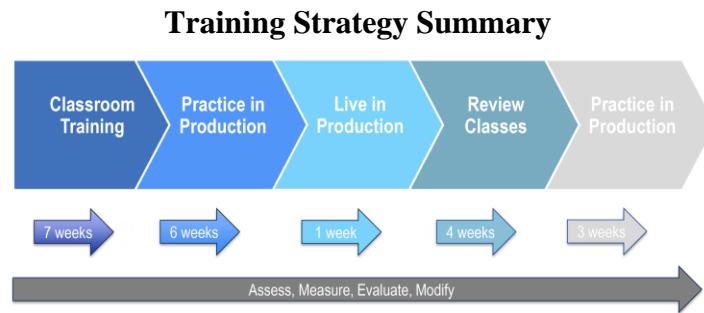 Training Strategy Summary
Classroom
Training
Practice in
Production
Live in
Production
Review
Classes
Practice in
Production
7 weeks
6 weeks
1 week
4 weeks
3 weeks
Assess, Measure, Evaluate, Modify